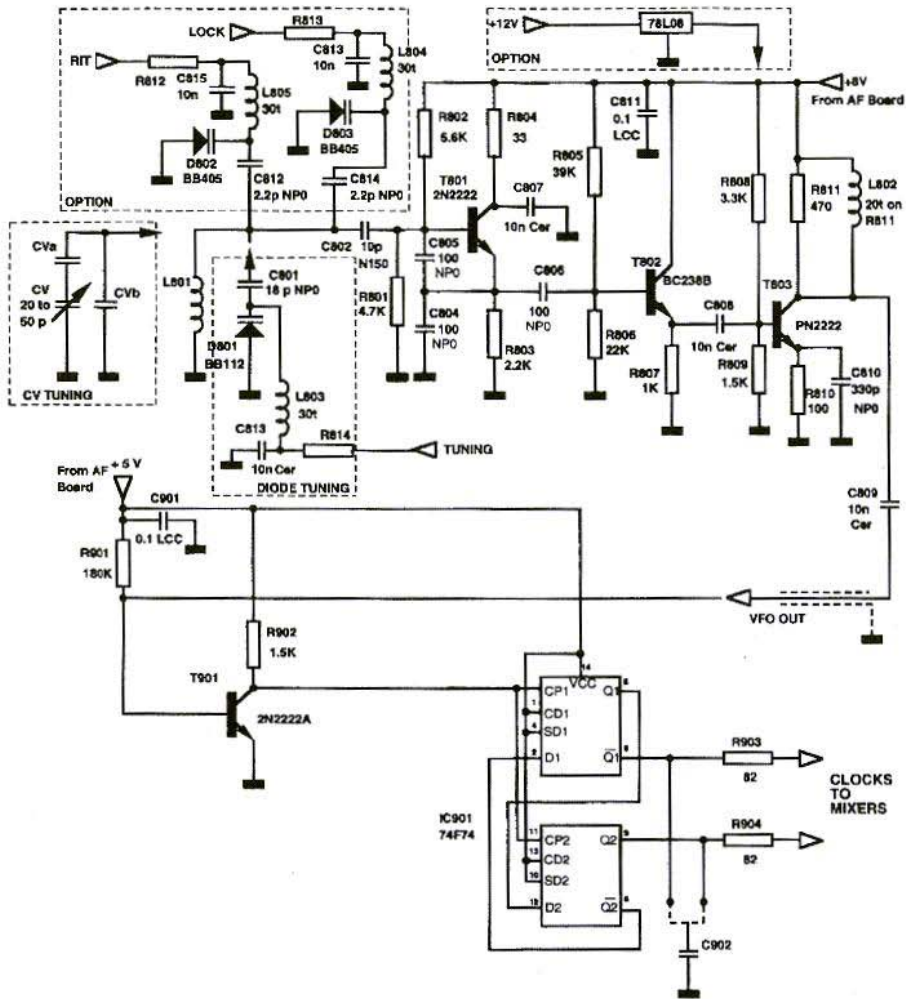 LOCK
R813
C813
10n
L804
30t
RIT
R812
C815
10n
L805
30t
D803
BB405
D802
BB405
C812
2.2p NP0
C814
2.2p NP0
OPTION
+12V
78L08
OPTION
+8V
From AF Board
R802
5.6K
R804
33
C811
0.1
LCC
R805
39K
T801
2N2222
C807
10n Cer
R808
3.3K
R811
470
L802
20t on
R811
CVa
CV
20 to
50 p
CVb
CV TUNING
L801
C802
10p
N150
C805
100
NP0
R801
4.7K
C804
100
NP0
C806
100
NP0
T802
BC238B
C808
10n Cer
T803
PN2222
R803
2.2K
R806
22K
R807
1K
R809
1.5K
R810
100
C810
330p
NP0
C801
18 p NP0
D801
BB112
L803
30t
C813
10n Cer
R814
TUNING
DIODE TUNING
From AF
Board
+ 5 V
C901
0.1 LCC
R901
180K
C809
10n
Cer
VFO OUT
R902
1.5K
T901
2N2222A
14
VCC
CP1
Q1
1
CD1
4
SD1
2
D1
Q1
R903
82
CLOCKS
TO
MIXERS
IC901
74F74
11
CP2
Q2
9
13
CD2
10
SD2
12
D2
Q2
R904
82
C902